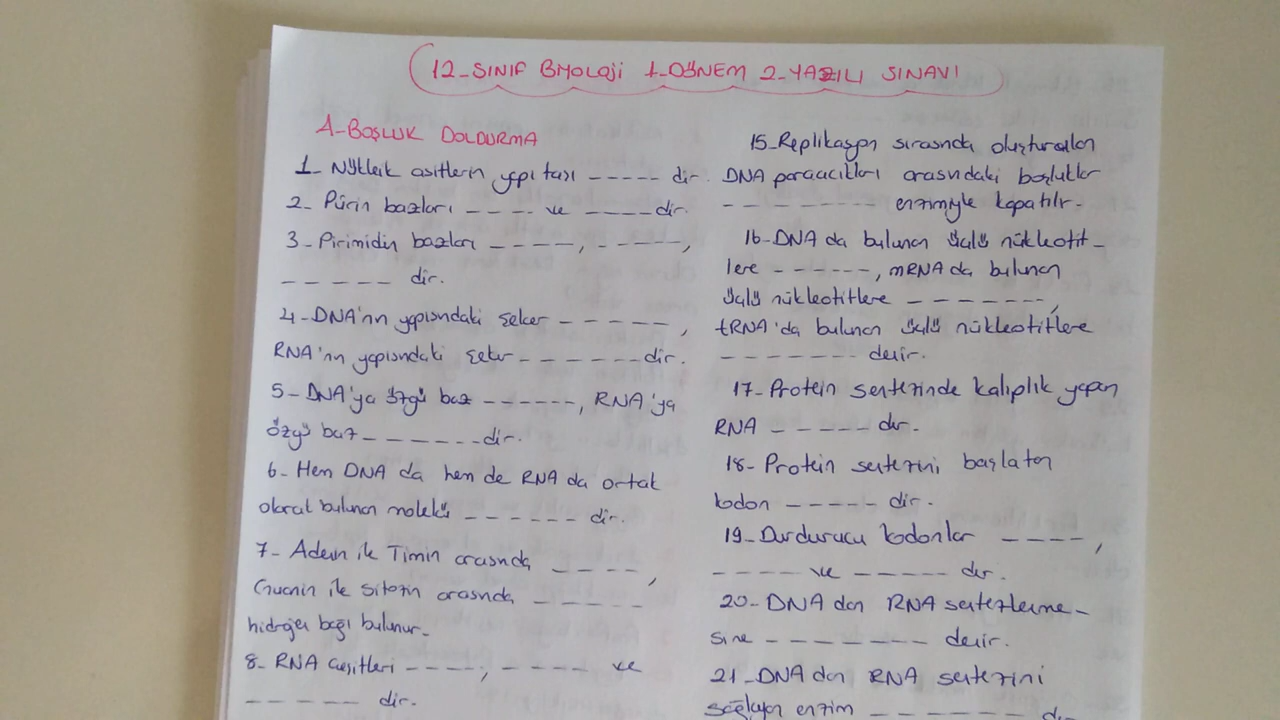 12-SINIF BİYOLOJİ 1-DÖNEM 2-YAZILI SINAVI
A-BOŞLUK DOLDURMA
1- Nükleik asitlerin yapı taşı ----- dir.
2- Pürin bazları ---- ve ----- dir.
3- Pirimidin bazları -----, -----,
----- dir.
4- DNA'nın yapısındaki şeker -----,
RNA'nın yapısındaki şeker ------- dir.
5- DNA'ya özgü baz ------, RNA'ya
özgü baz ------- dir.
6- Hem DNA da hem de RNA da ortak
olarak bulunan molekül ------ dir.
7- Adenin ile Timin arasında -----,
Guanin ile sitozin arasında -----
hidrojen bağı bulunur.
8- RNA çeşitleri ----, ----- ve
----- dir.
15- Replikasyon sırasında oluşturulan
DNA parçacıkları arasındaki boşluklar
--------- enzimiyle kapatılır.
16- DNA da bulunan üçlü nükleotit-
lere ------, mRNA da bulunan
üçlü nükleotitlere -------,
tRNA'da bulunan üçlü nükleotitlere
------- denir.
17- Protein sentezinde kalıplık yapan
RNA ----- dır.
18- Protein sentezini başlatan
kodon ----- dir.
19- Durdurucu kodonlar ----,
---- ve ----- dır.
20- DNA dan RNA sentezlenme-
sine -------- denir.
21- DNA dan RNA sentezini
sağlayan enzim -------- dır